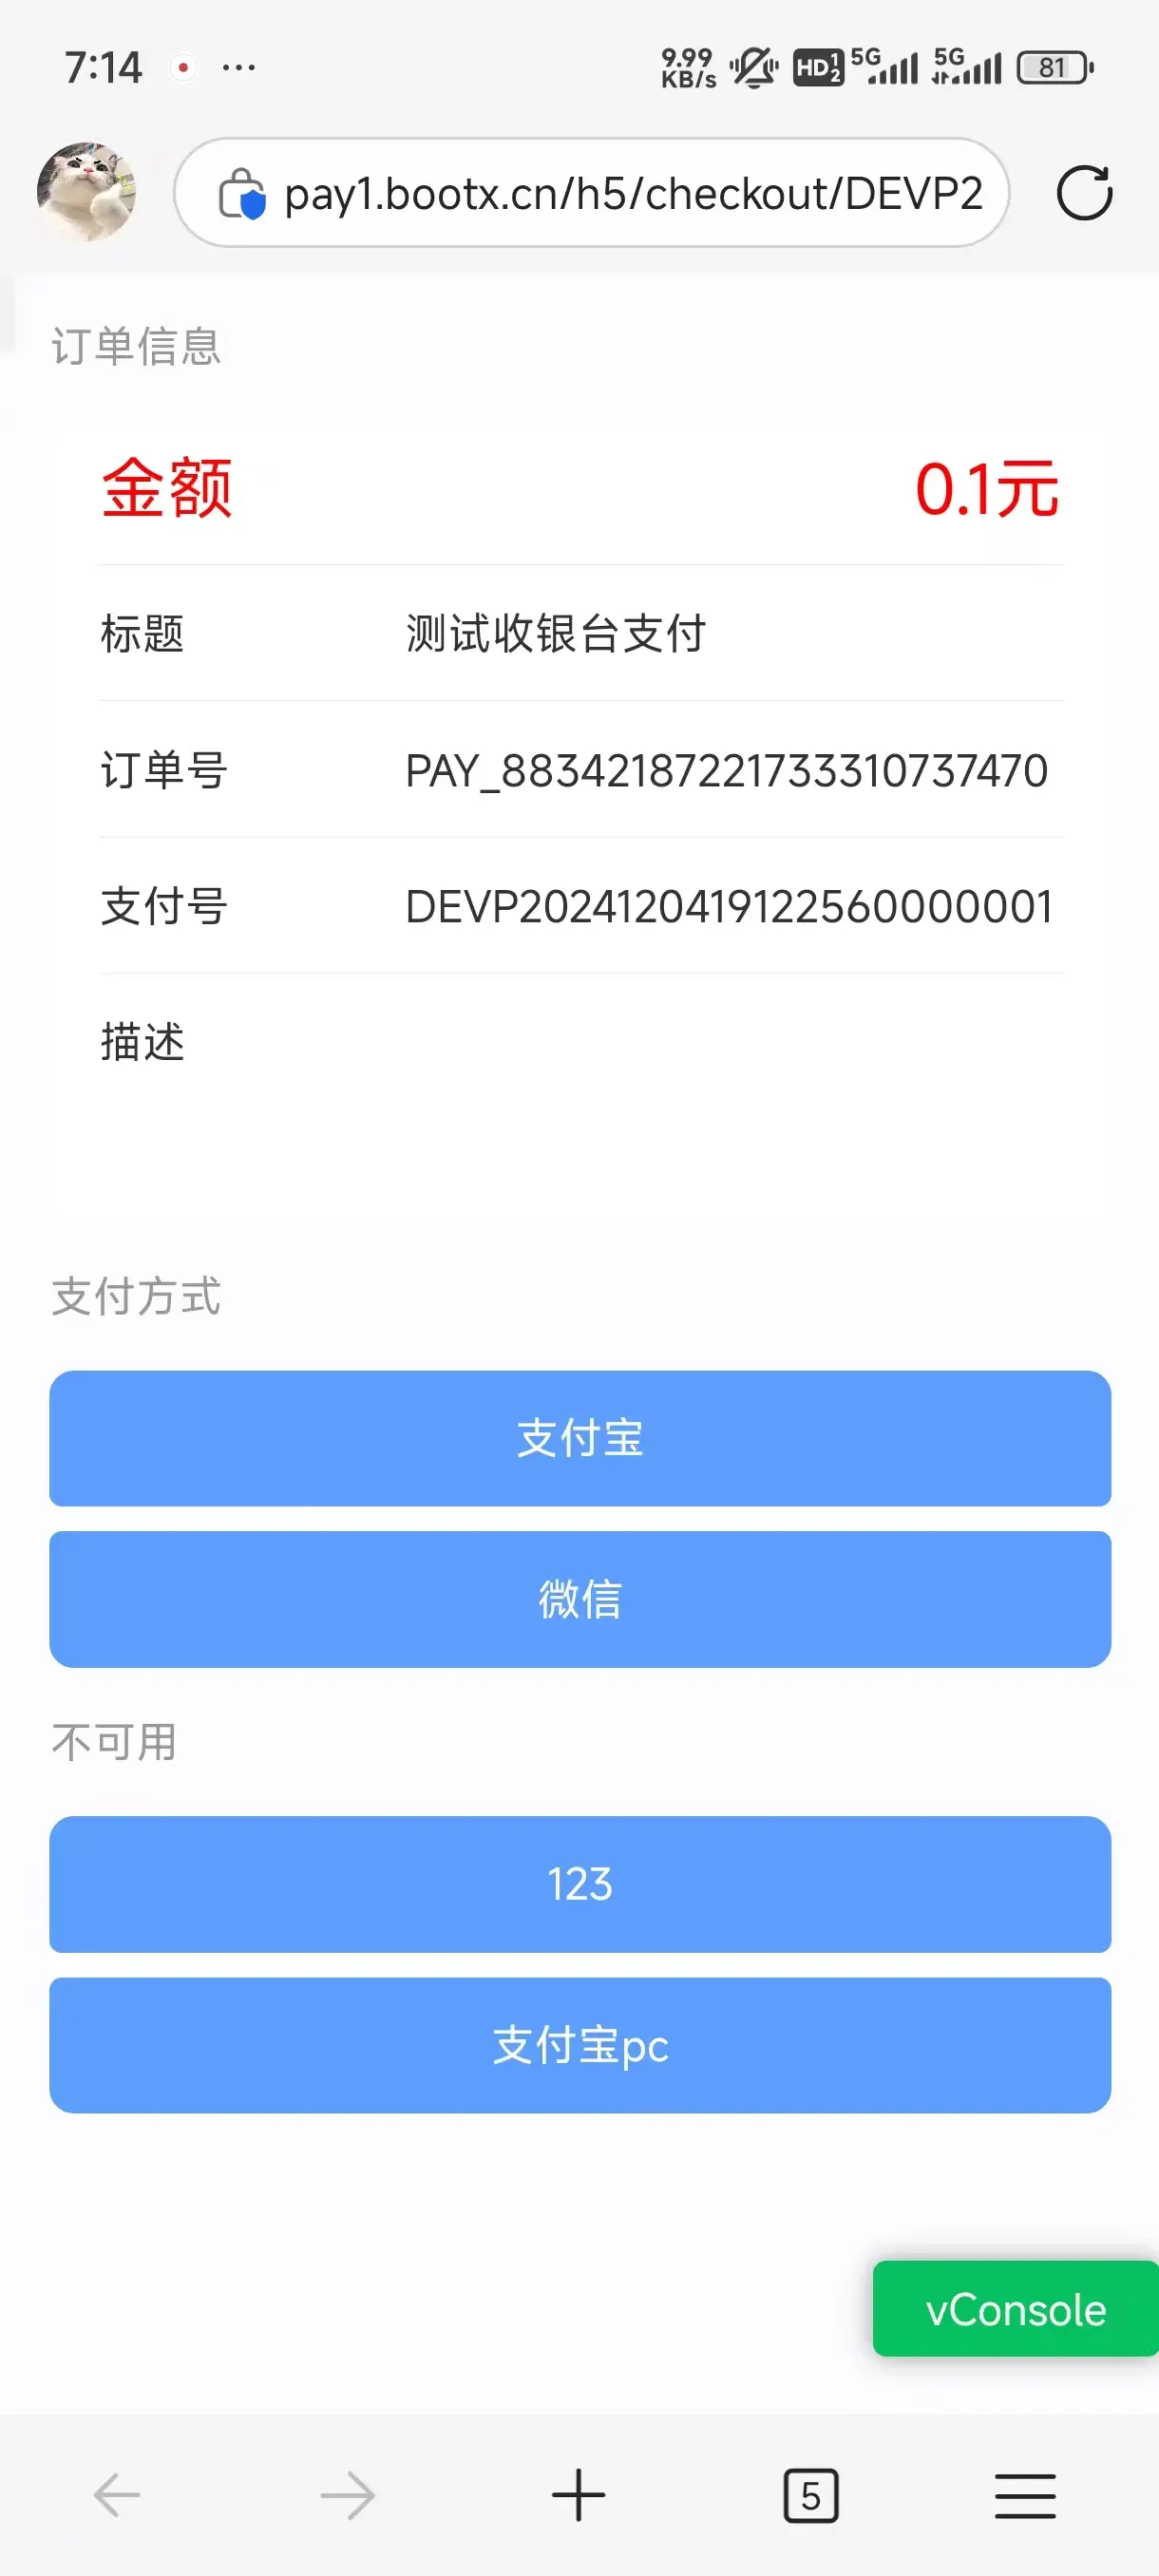 7:14 ... 9.99 KB/s HD 1 2 5G 5G 81
pay1.bootx.cn/h5/checkout/DEVP2
订单信息
金额 0.1元
标题 测试收银台支付
订单号 PAY_88342187221733310737470
支付号 DEVP2024120419122560000001
描述
支付方式
支付宝
微信
不可用
123
支付宝pc
vConsole
5